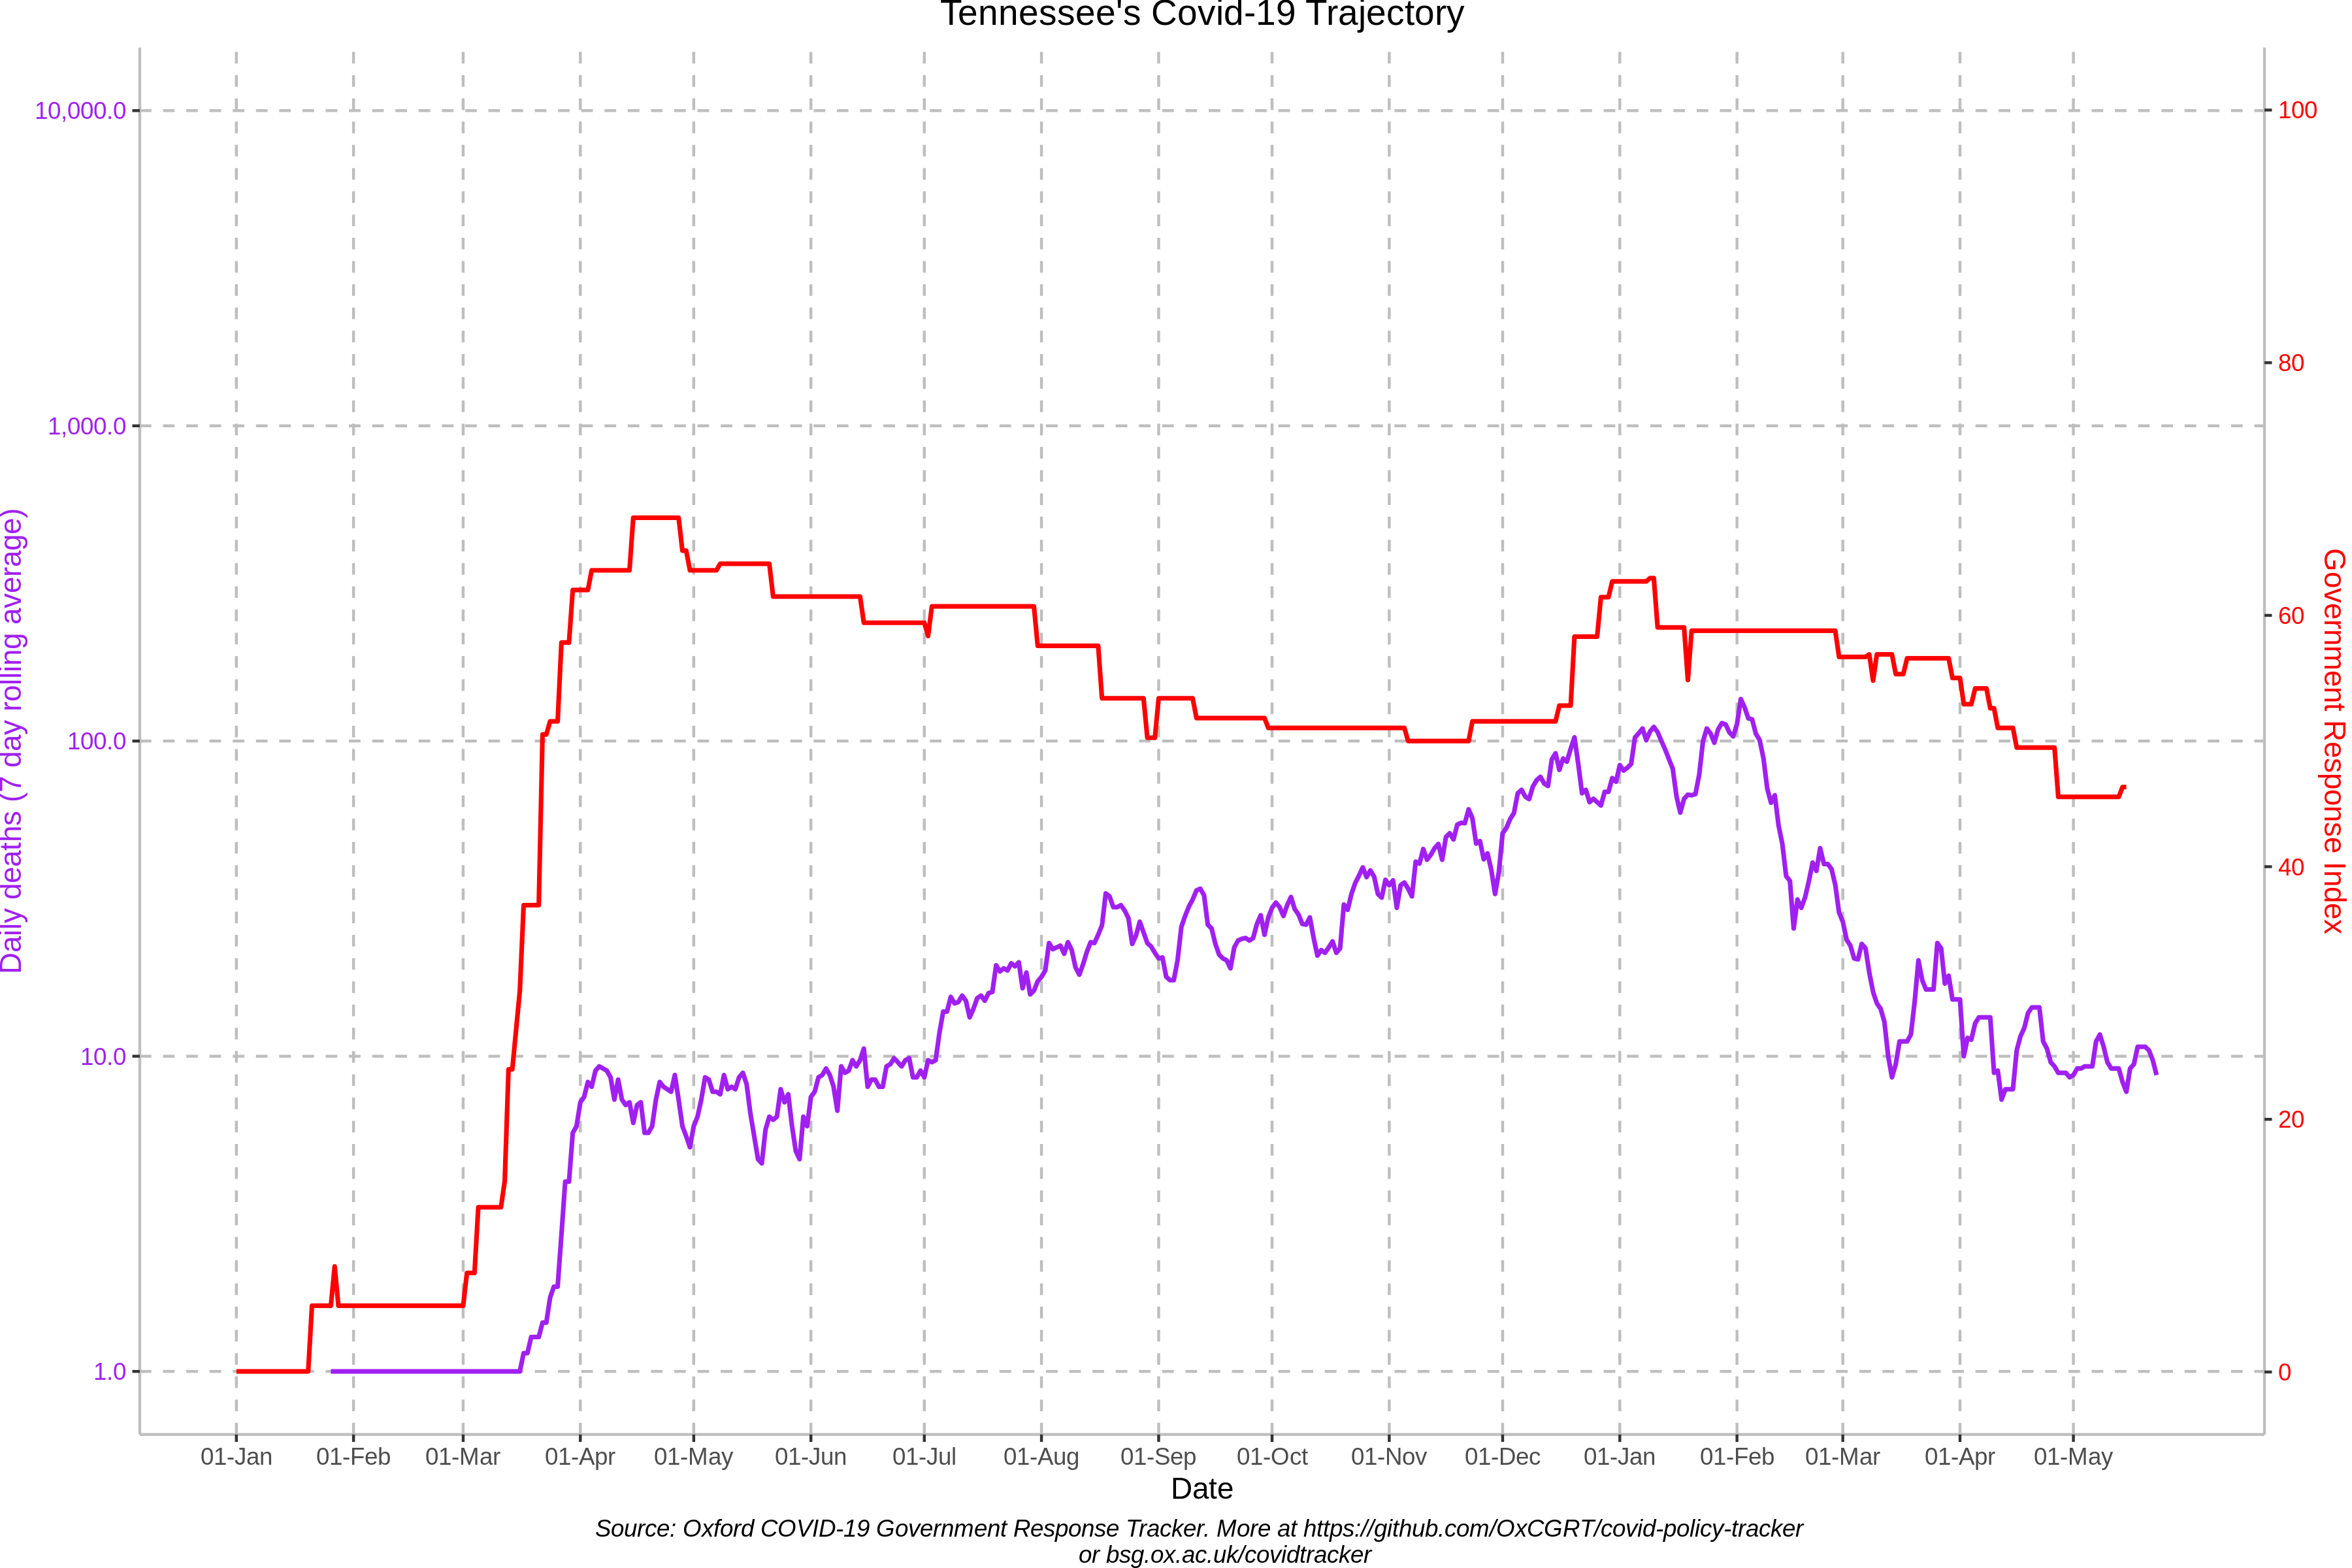 Tennessee's Covid-19 Trajectory
10,000.0
1,000.0
100.0
10.0
1.0
Daily deaths (7 day rolling average)
100
80
60
40
20
0
Government Response Index
01-Jan 01-Feb 01-Mar 01-Apr 01-May 01-Jun 01-Jul 01-Aug 01-Sep 01-Oct 01-Nov 01-Dec 01-Jan 01-Feb 01-Mar 01-Apr 01-May
Date
Source: Oxford COVID-19 Government Response Tracker. More at https://github.com/OxCGRT/covid-policy-tracker
or bsg.ox.ac.uk/covidtracker